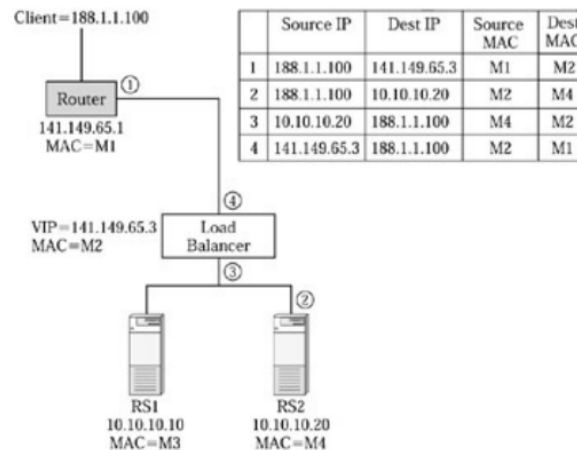 Client=188.1.1.100
Source IP Dest IP Source MAC Dest MAC
1 188.1.1.100 141.149.65.3 M1 M2
2 188.1.1.100 10.10.10.20 M2 M4
3 10.10.10.20 188.1.1.100 M4 M2
4 141.149.65.3 188.1.1.100 M2 M1
①
Router
141.149.65.1
MAC=M1
④
VIP=141.149.65.3
MAC=M2
Load
Balancer
③
②
RS1
10.10.10.10
MAC=M3
RS2
10.10.10.20
MAC=M4